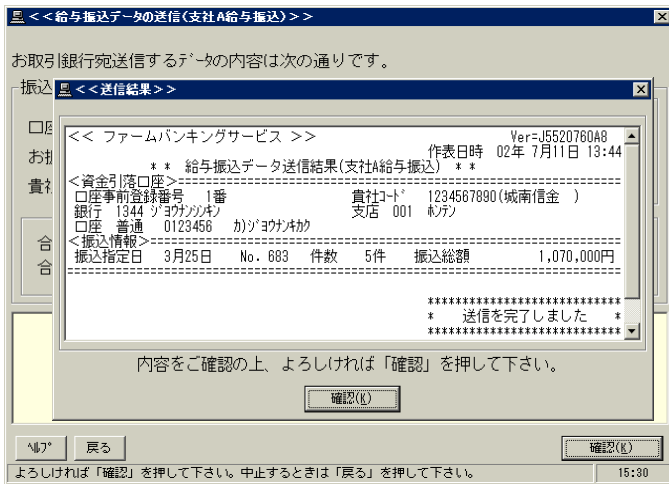 <<給与振込データの送信(支社A給与振込)>>
お取引銀行宛送信するデータの内容は次の通りです。
振込
<<送信結果>>
口座
お振
貴社
合
合
<< ファームバンキングサービス >> Ver=J5520760A8
作表日時 02年 7月11日 13:44
* * 給与振込データ送信結果(支社A給与振込) * *
<資金引落口座>==========================================================
口座事前登録番号 1番 貴社コード 1234567890(城南信金 )
銀行 1344 ジョウナンシンキン 支店 001 ホンテン
口座 普通 0123456 カ)ジョウナンキカク
<振込情報>==============================================================
振込指定日 3月25日 No. 683 件数 5件 振込総額 1,070,000円
========================================================================
*****************************
* 送信を完了しました *
*****************************
内容をご確認の上、よろしければ「確認」を押して下さい。
確認(K)
ヘルプ 戻る 確認(K)
よろしければ「確認」を押して下さい。中止するときは「戻る」を押して下さい。 15:30